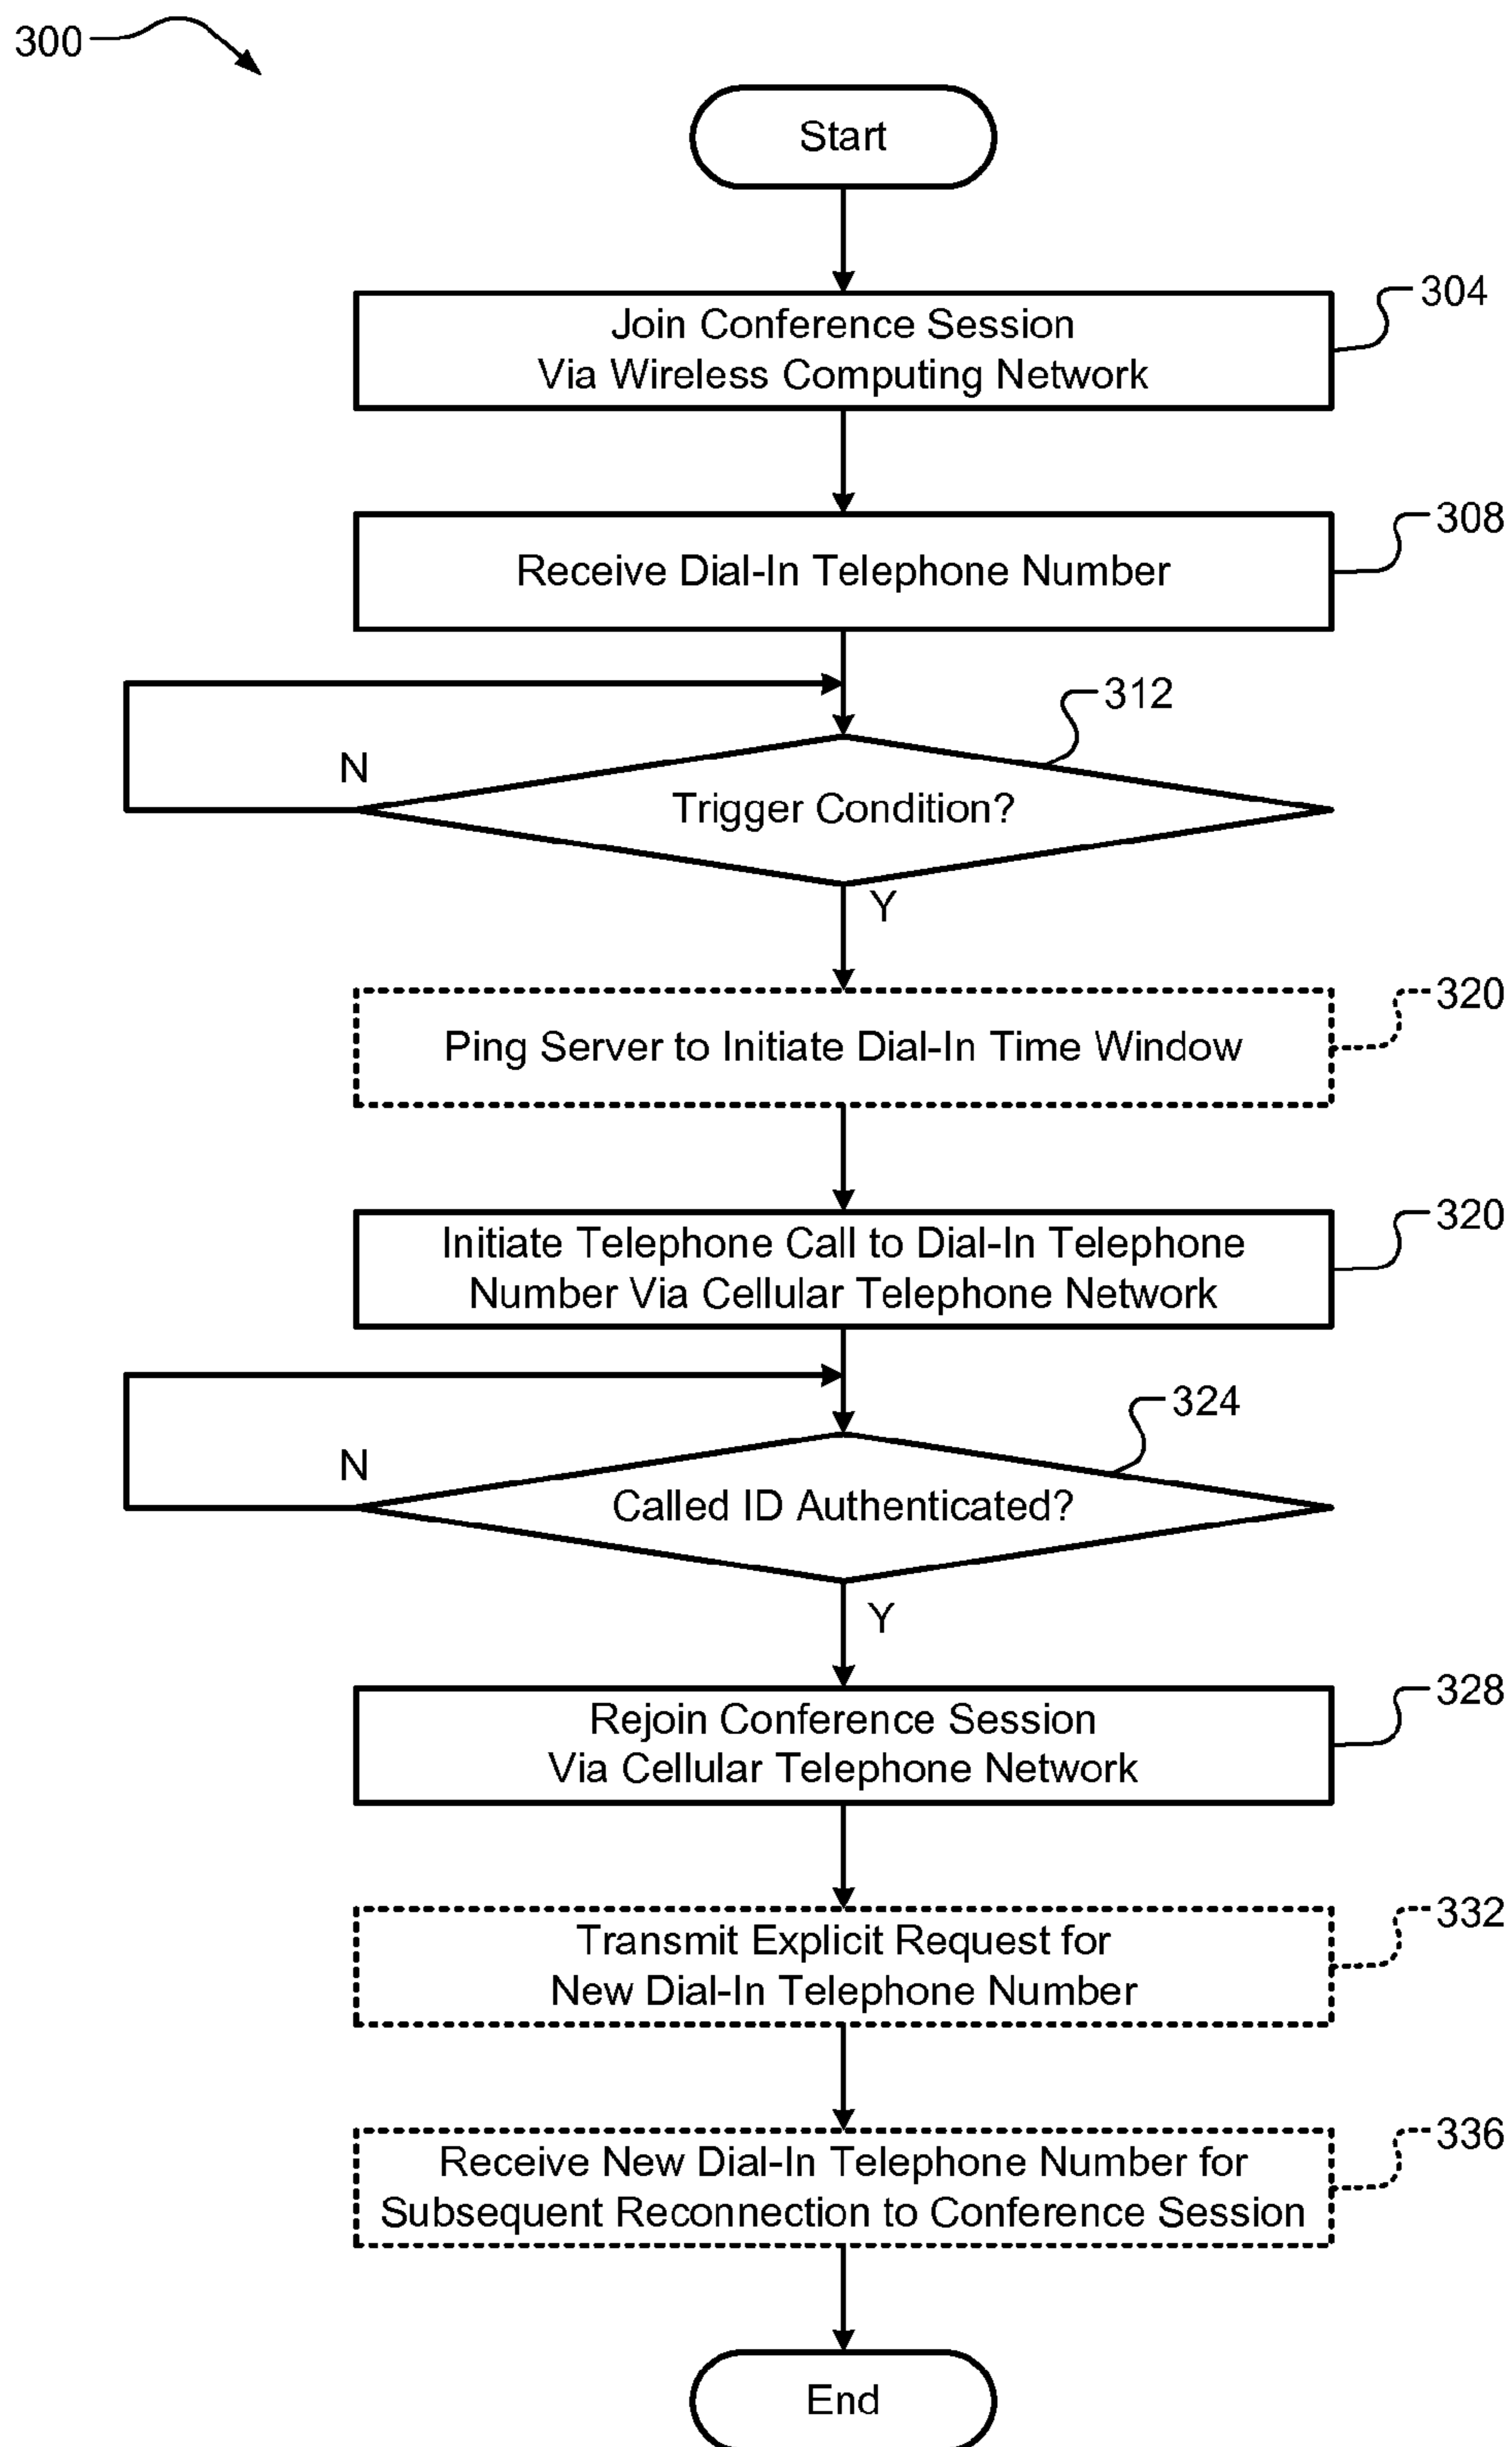 300
Start
304
Join Conference Session
Via Wireless Computing Network
308
Receive Dial-In Telephone Number
312
N
Trigger Condition?
Y
320
Ping Server to Initiate Dial-In Time Window
320
Initiate Telephone Call to Dial-In Telephone
Number Via Cellular Telephone Network
324
N
Called ID Authenticated?
Y
328
Rejoin Conference Session
Via Cellular Telephone Network
332
Transmit Explicit Request for
New Dial-In Telephone Number
336
Receive New Dial-In Telephone Number for
Subsequent Reconnection to Conference Session
End